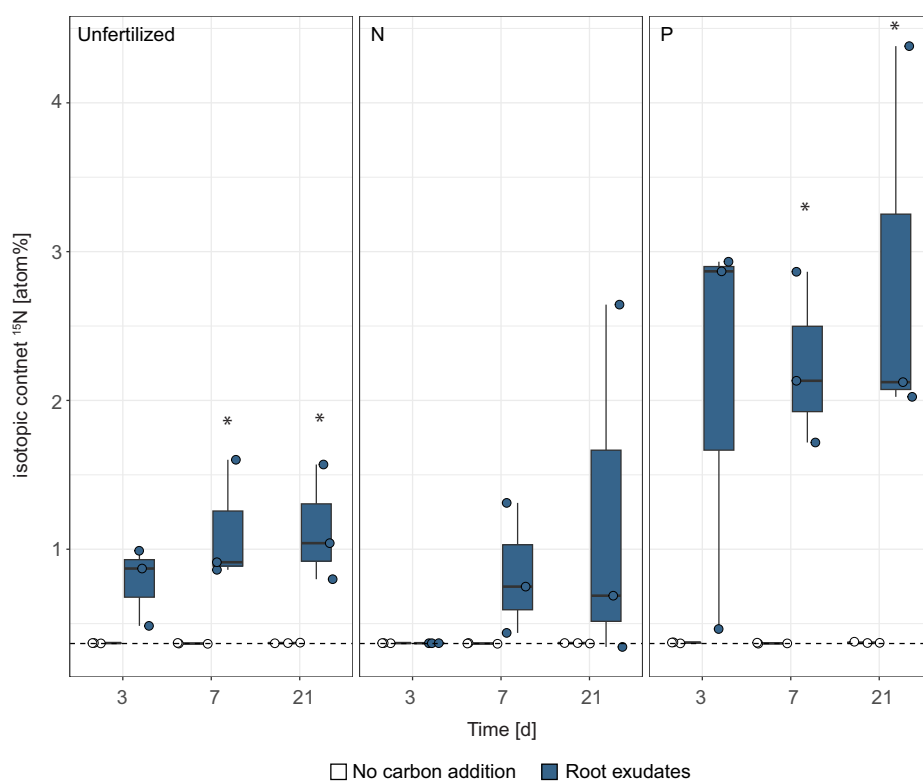 Unfertilized
N
P
*
*
*
*
4
3
2
1
isotopic contnet ¹⁵N [atom%]
3
7
21
3
7
21
3
7
21
Time [d]
No carbon addition
Root exudates